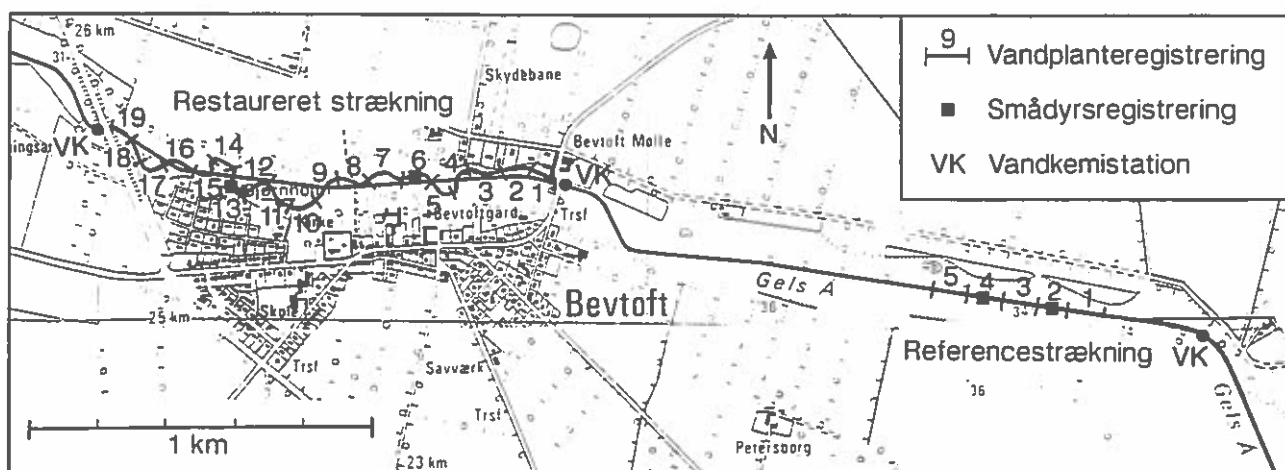 26 km
31
Restaureret strækning
Skydebane
N
Bevtoft Mølle
9 Vandplanteregistrering
Smådyrsregistrering
VK Vandkemistation
VK
19
18
17
16
15
14
13
12
11
10
9
8
7
6
5
4
3
2
1
VK
Bevtoftgård
Trsf
Gels Å
36
5
4
3
2
1
Bevtoft
25 km
Skole
Referencestrækning
VK
Trsf
Savværk
Trsf
36
Gels Å
1 km
23 km
Petersborg